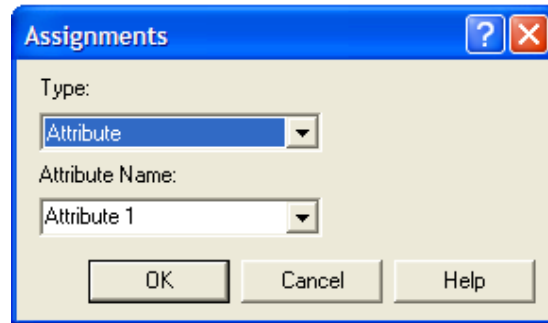 Assignments ?
Type:
Attribute
Attribute Name:
Attribute 1
OK Cancel Help